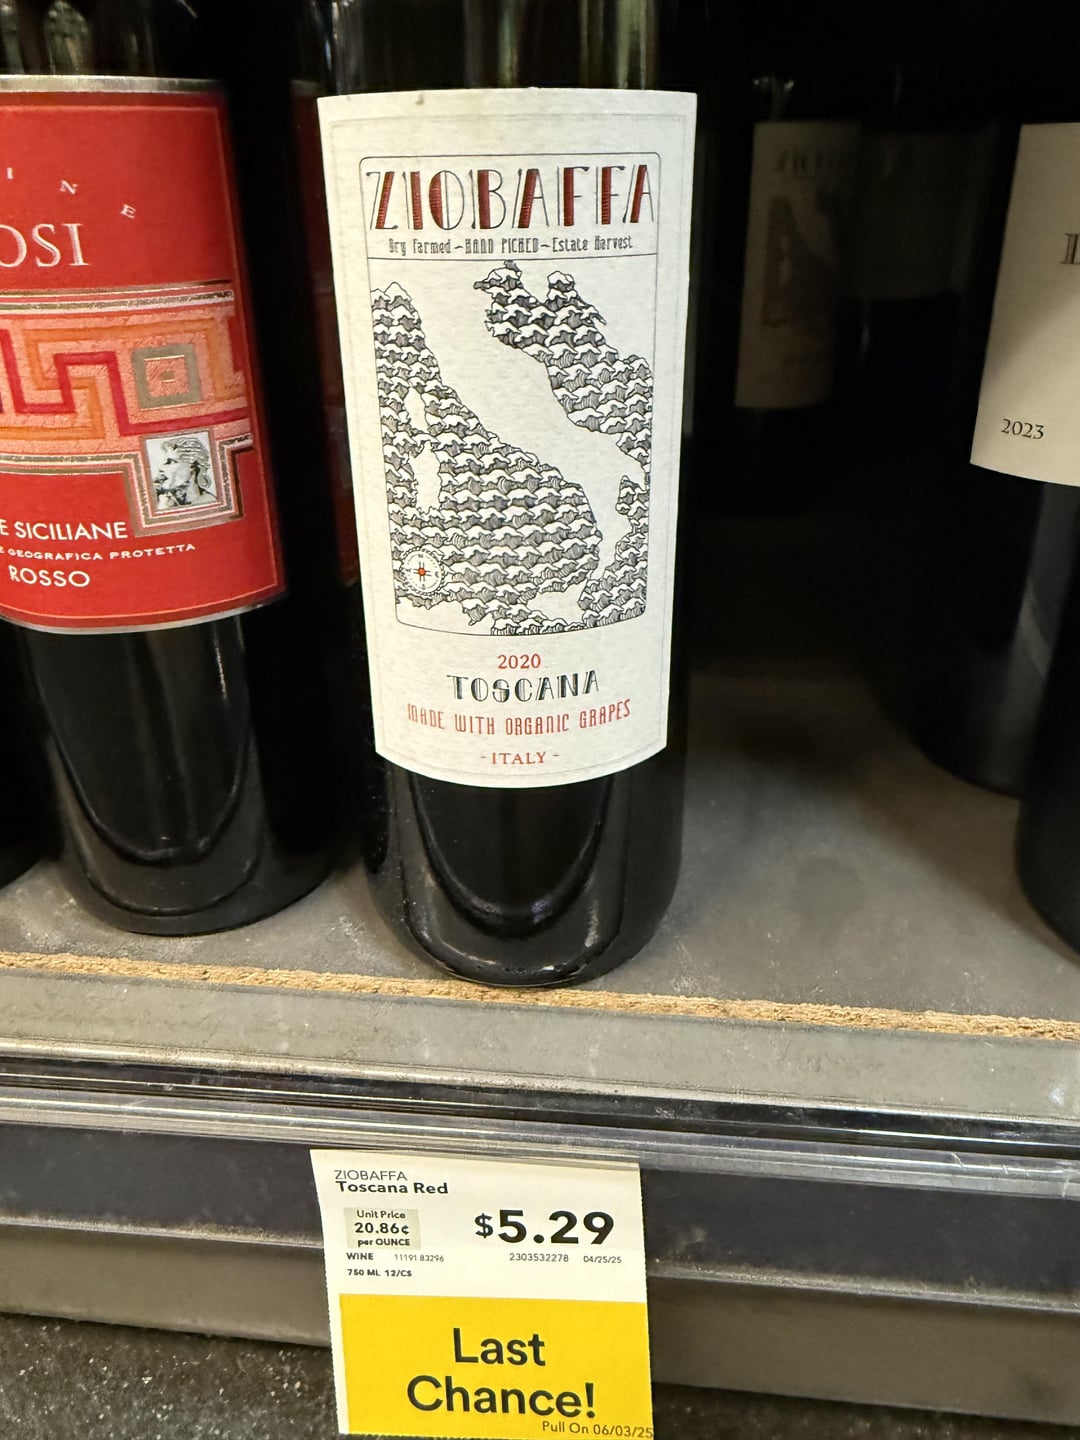 INE
OSI
E SICILIANE
E GEOGRAFICA PROTETTA
ROSSO
ZIOBAFFA
Dry Farmed~HAND PICKED~Estate Harvest
2020
TOSCANA
MADE WITH ORGANIC GRAPES
- ITALY -
2023
ZIOBAFFA
Toscana Red
Unit Price
20.86¢
per OUNCE
$5.29
WINE 11191 83296
2303532278 04/25/25
750 ML 12/CS
Last
Chance!
Pull On 06/03/25